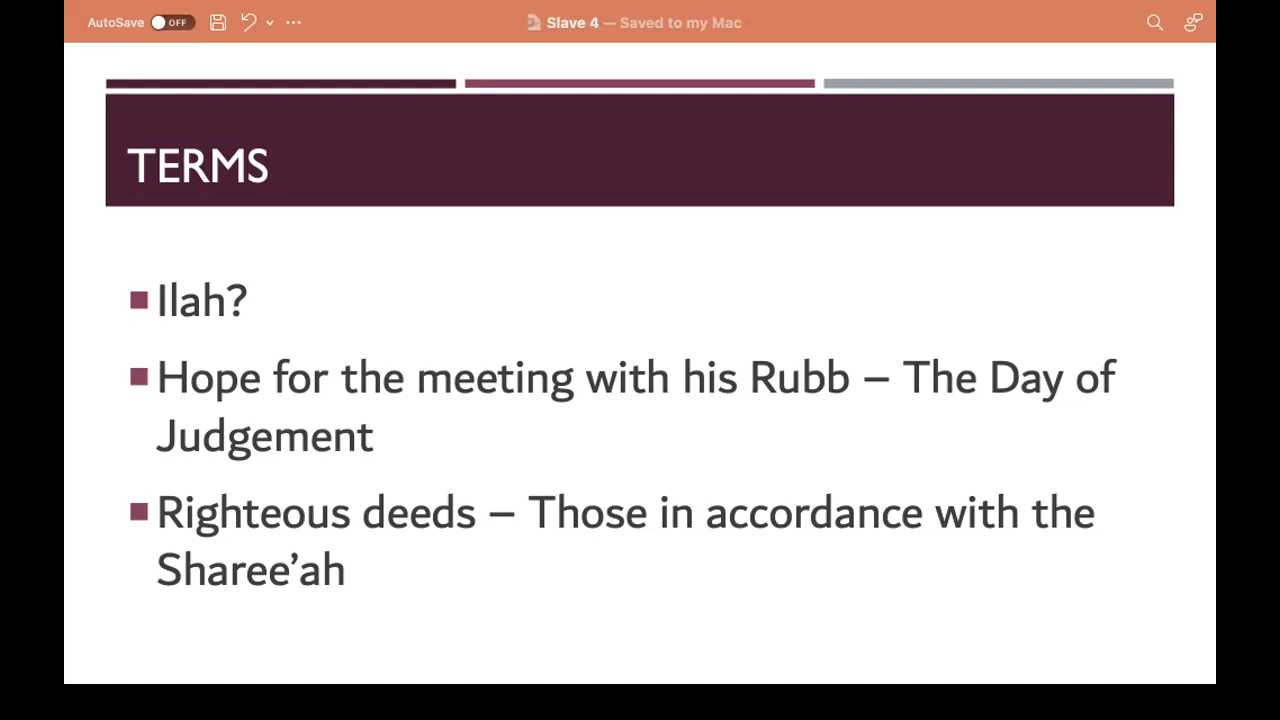 AutoSave OFF Slave 4 — Saved to my Mac
TERMS
Ilah?
Hope for the meeting with his Rubb – The Day of
Judgement
Righteous deeds – Those in accordance with the
Sharee’ah